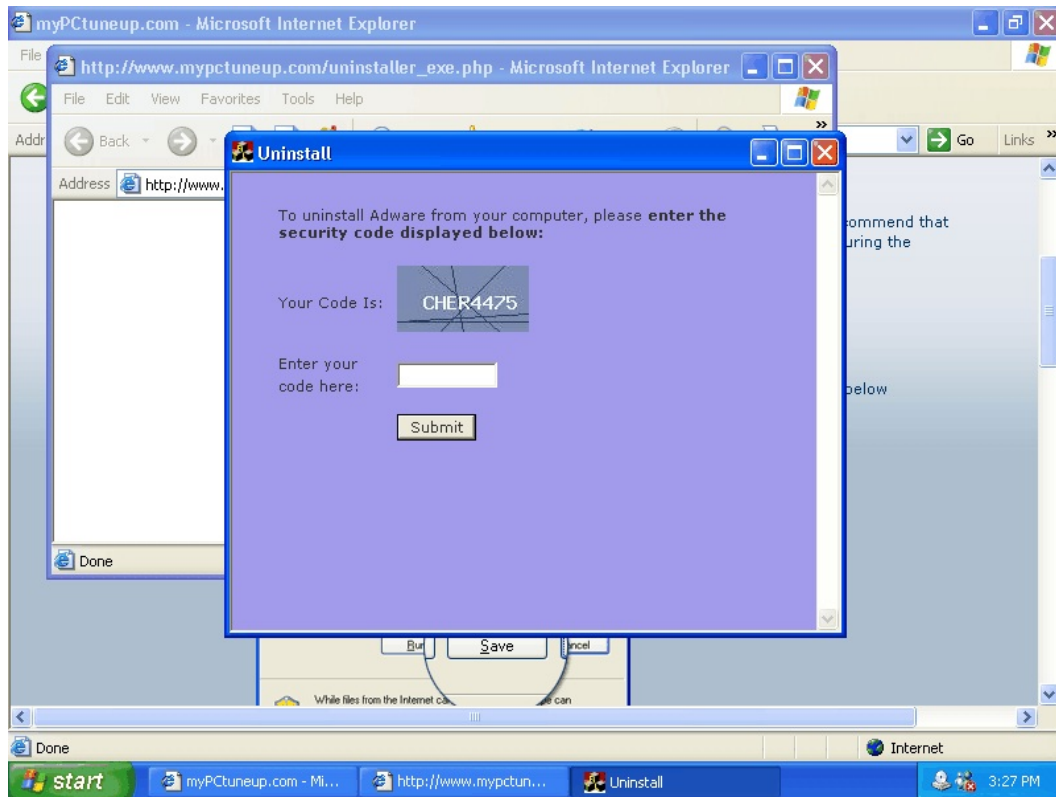 myPCtuneup.com - Microsoft Internet Explorer
File
http://www.mypctuneup.com/uninstaller_exe.php - Microsoft Internet Explorer
File Edit View Favorites Tools Help
Addr
Back
»
Go
Links »
Address http://www.
Uninstall
To uninstall Adware from your computer, please enter the
security code displayed below:
Your Code Is:
CHER4475
Enter your
code here:
Submit
commend that
uring the
below
Done
Save
While files from the Internet ca
e can
Done
Internet
start
myPCtuneup.com - Mi...
http://www.mypctun...
Uninstall
3:27 PM